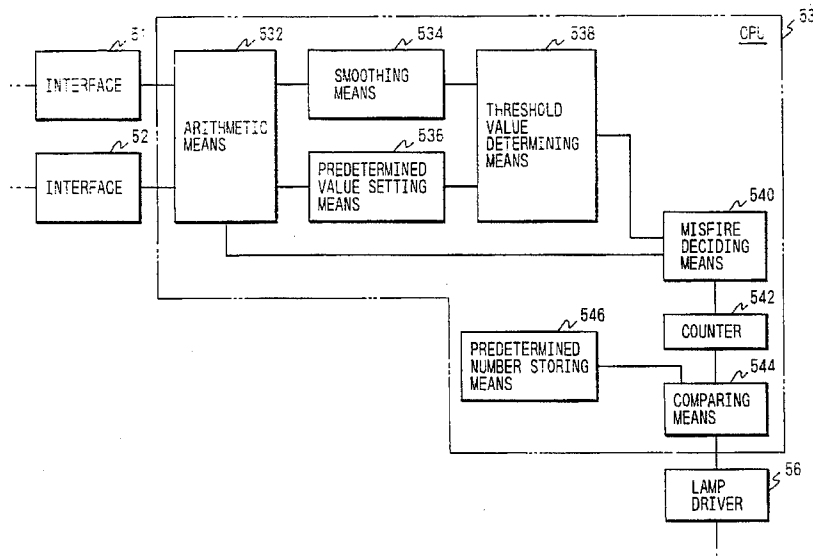 51
INTERFACE
52
INTERFACE
532
ARITHMETIC
MEANS
534
SMOOTHING
MEANS
536
PREDETERMINED
VALUE SETTING
MEANS
538
THRESHOLD
VALUE
DETERMINING
MEANS
CPU
53
540
MISFIRE
DECIDING
MEANS
542
COUNTER
546
PREDETERMINED
NUMBER STORING
MEANS
544
COMPARING
MEANS
56
LAMP
DRIVER